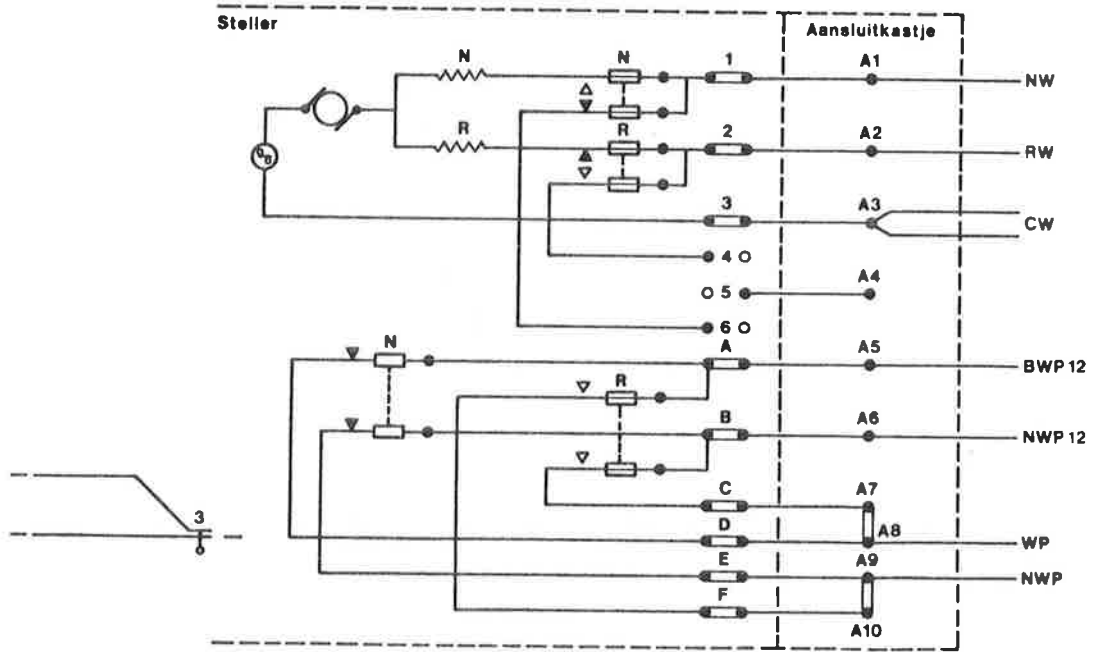 Steller
Aansluitkastje
N N 1 A1 NW
R R 2 A2 RW
3 A3 CW
4
5 A4
6
N A A5 BWP 12
R B A6 NWP 12
C A7
3 D A8 WP
E A9 NWP
F A10